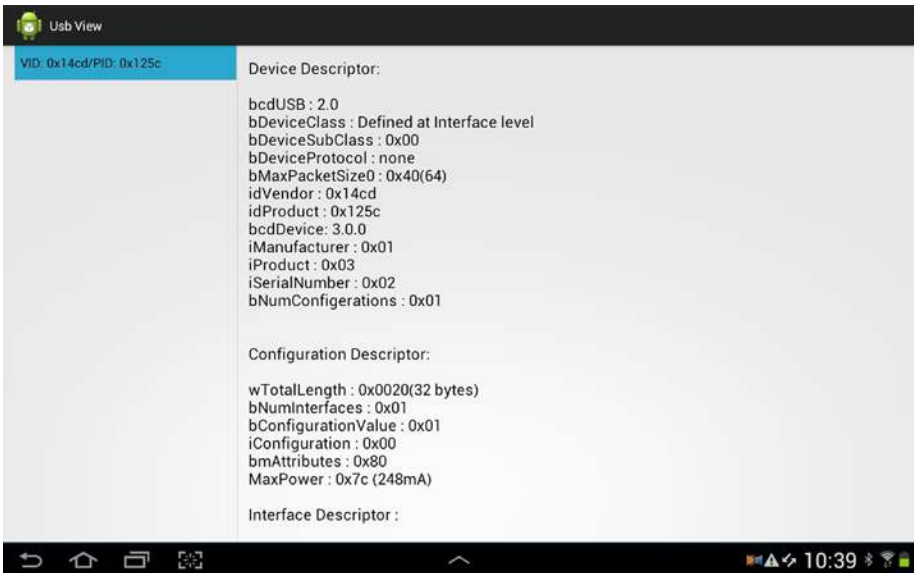 Usb View
VID: 0x14cd/PID: 0x125c
Device Descriptor:
bcdUSB : 2.0
bDeviceClass : Defined at Interface level
bDeviceSubClass : 0x00
bDeviceProtocol : none
bMaxPacketSize0 : 0x40(64)
idVendor : 0x14cd
idProduct : 0x125c
bcdDevice: 3.0.0
iManufacturer : 0x01
iProduct : 0x03
iSerialNumber : 0x02
bNumConfigerations : 0x01
Configuration Descriptor:
wTotalLength : 0x0020(32 bytes)
bNumInterfaces : 0x01
bConfigurationValue : 0x01
iConfiguration : 0x00
bmAttributes : 0x80
MaxPower : 0x7c (248mA)
Interface Descriptor :
10:39